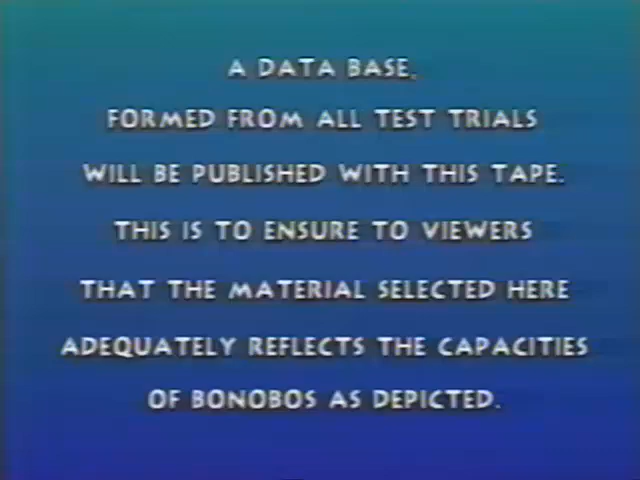 A DATA BASE,
FORMED FROM ALL TEST TRIALS
WILL BE PUBLISHED WITH THIS TAPE.
THIS IS TO ENSURE TO VIEWERS
THAT THE MATERIAL SELECTED HERE
ADEQUATELY REFLECTS THE CAPACITIES
OF BONOBOS AS DEPICTED.